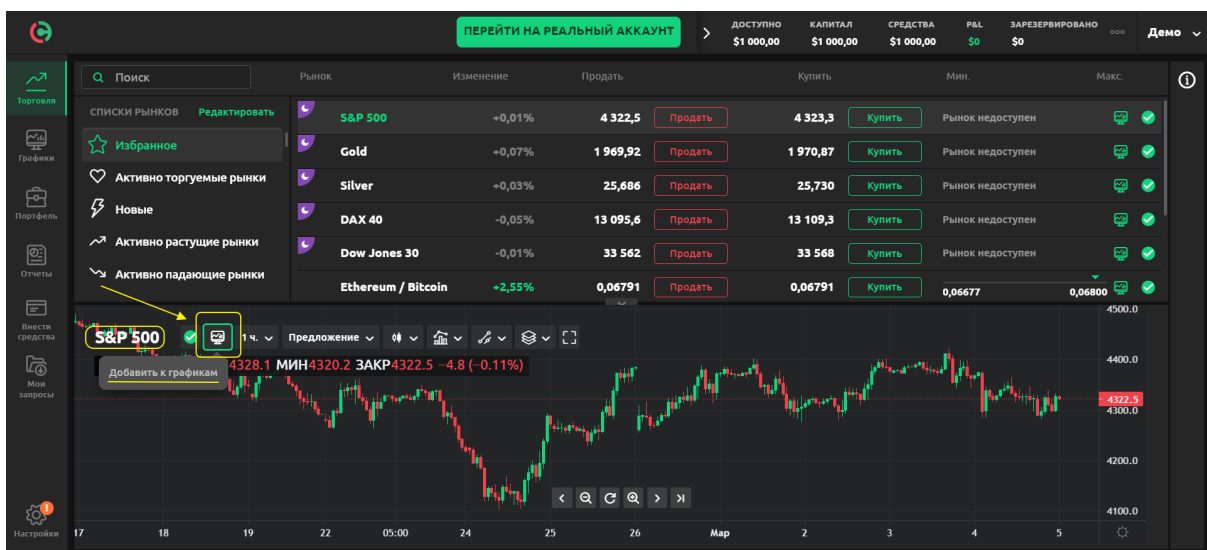 ПЕРЕЙТИ НА РЕАЛЬНЫЙ АККАУНТ
ДОСТУПНО КАПИТАЛ СРЕДСТВА P&L ЗАРЕЗЕРВИРОВАНО
$1 000,00 $1 000,00 $1 000,00 $0 $0
Демо
Торговля
Графики
Портфель
Отчеты
Внести
средства
Мои
запросы
Настройки
Поиск
СПИСКИ РЫНКОВ Редактировать
Избранное
Активно торгуемые рынки
Новые
Активно растущие рынки
Активно падающие рынки
Рынок Изменение Продать Купить Мин. Макс.
S&P 500 +0,01% 4 322,5 Продать 4 323,3 Купить Рынок недоступен
Gold +0,07% 1 969,92 Продать 1 970,87 Купить Рынок недоступен
Silver +0,03% 25,686 Продать 25,730 Купить Рынок недоступен
DAX 40 -0,05% 13 095,6 Продать 13 109,3 Купить Рынок недоступен
Dow Jones 30 -0,01% 33 562 Продать 33 568 Купить Рынок недоступен
Ethereum / Bitcoin +2,55% 0,06791 Продать 0,06791 Купить 0,06677 0,06800
S&P 500 1 ч. Предложение
Добавить к графикам
4328.1 МИН4320.2 ЗАКР4322.5 −4.8 (−0.11%)
4500.0
4400.0
4322.5
4300.0
4200.0
4100.0
17 18 19 22 05:00 24 25 26 Мар 2 3 4 5